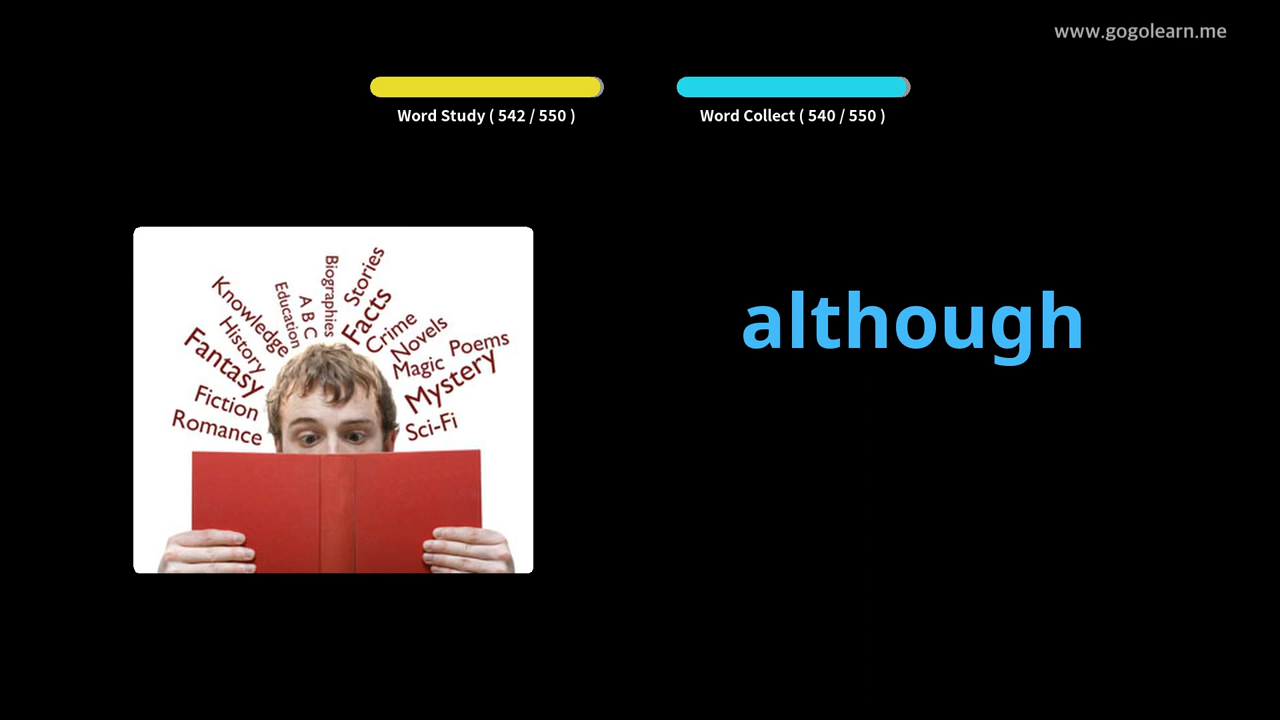 www.gogolearn.me
Word Study ( 542 / 550 )
Word Collect ( 540 / 550 )
Biographies
Stories
Knowledge
Education
A B C
Facts
Crime
History
Novels
Poems
Fantasy
Magic
Mystery
Fiction
Romance
Sci-Fi
although